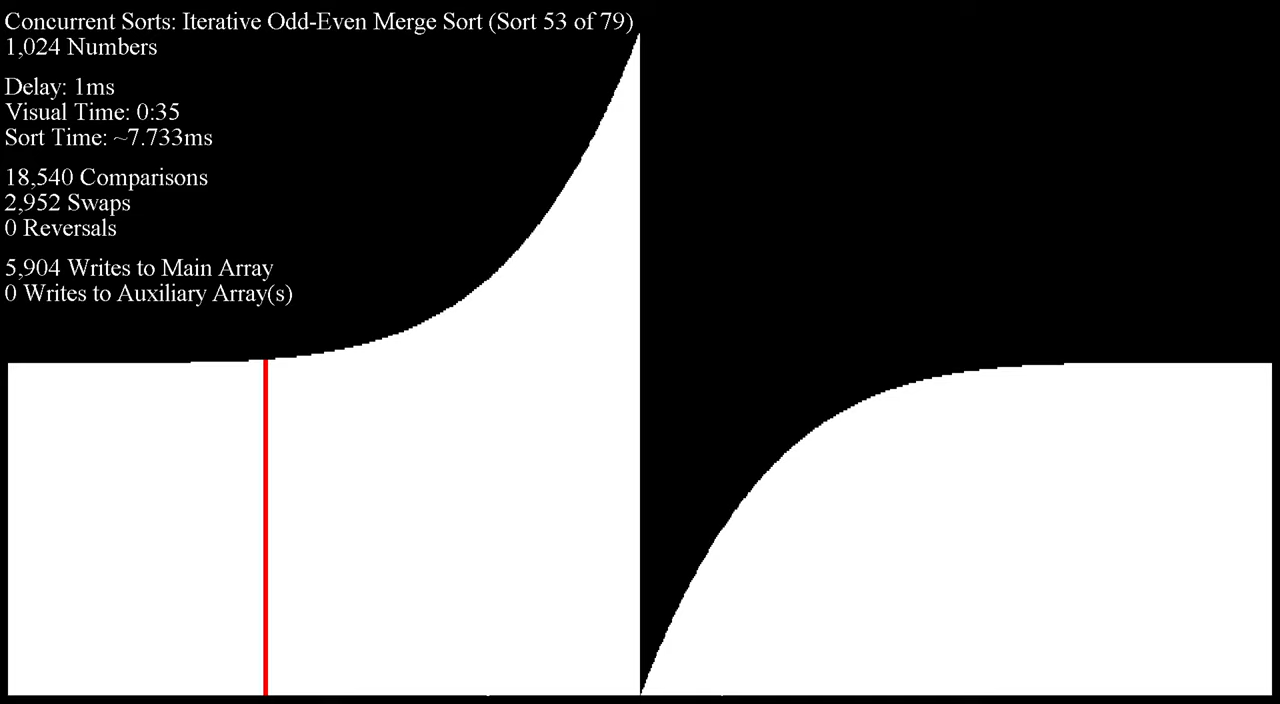 Concurrent Sorts: Iterative Odd-Even Merge Sort (Sort 53 of 79)
1,024 Numbers
Delay: 1ms
Visual Time: 0:35
Sort Time: ~7.733ms
18,540 Comparisons
2,952 Swaps
0 Reversals
5,904 Writes to Main Array
0 Writes to Auxiliary Array(s)